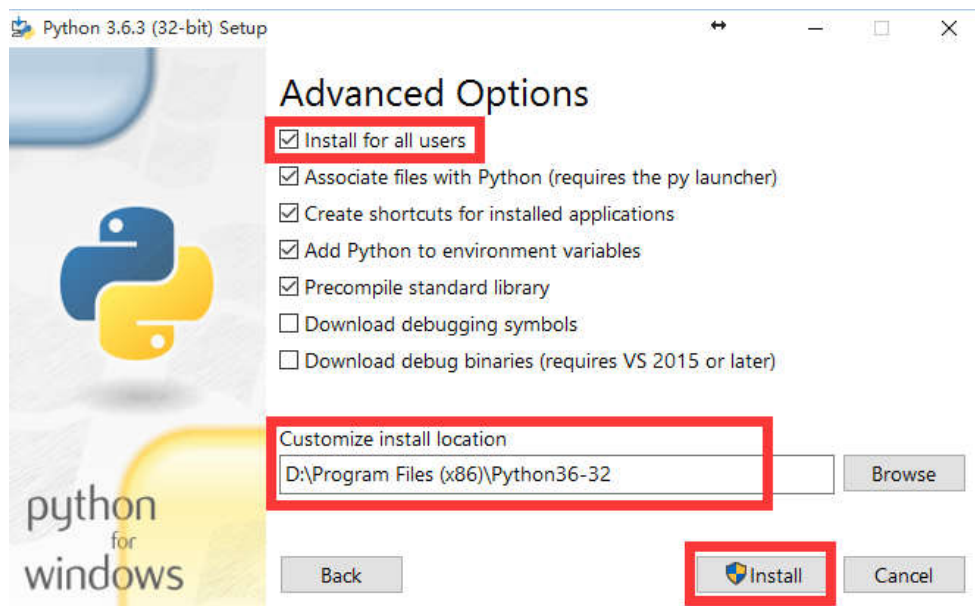 Python 3.6.3 (32-bit) Setup
Advanced Options
Install for all users
Associate files with Python (requires the py launcher)
Create shortcuts for installed applications
Add Python to environment variables
Precompile standard library
Download debugging symbols
Download debug binaries (requires VS 2015 or later)
Customize install location
D:\Program Files (x86)\Python36-32
Browse
python
for
windows
Back
Install
Cancel